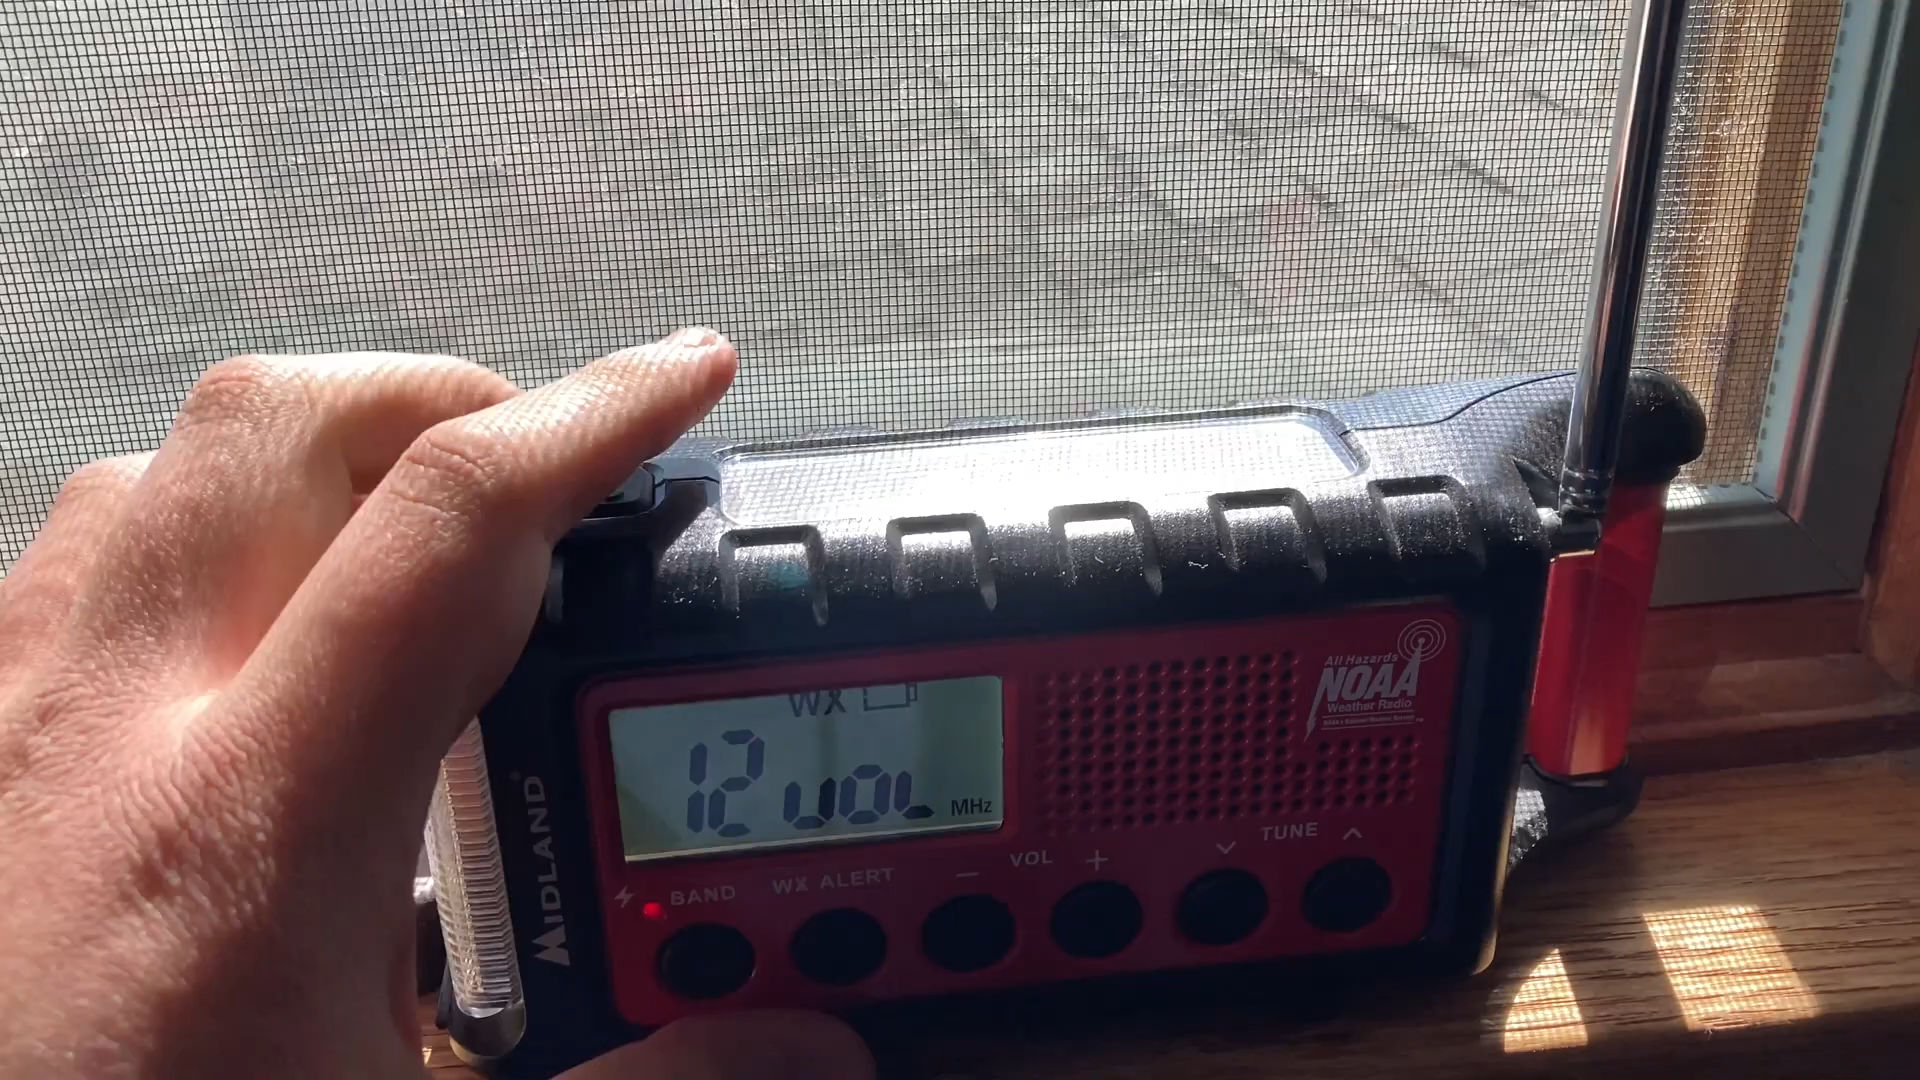 WX
12 VOL MHz
All Hazards
NOAA
Weather Radio
MIDLAND
BAND
WX ALERT
− VOL +
TUNE